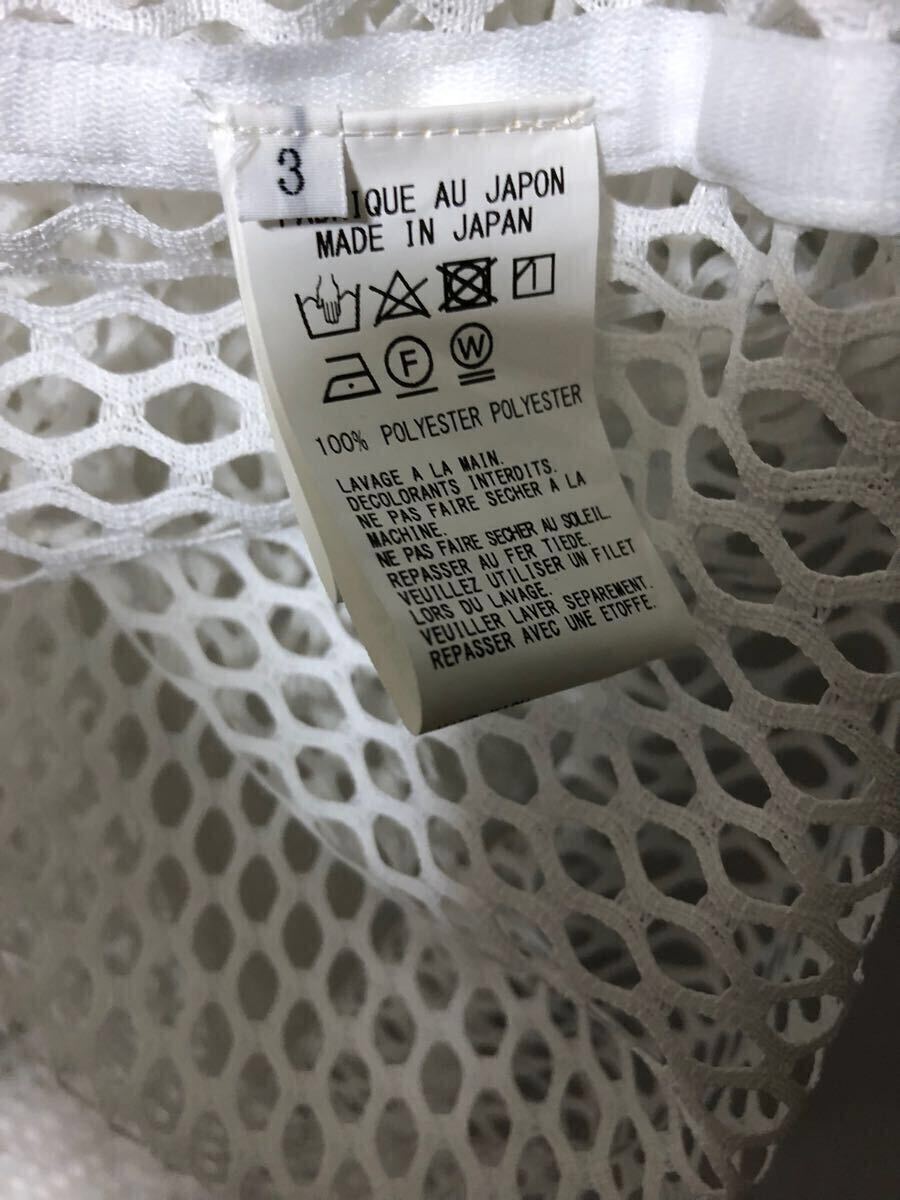 3
FABRIQUE AU JAPON
MADE IN JAPAN
F
W
100% POLYESTER POLYESTER
LAVAGE A LA MAIN.
DECOLORANTS INTERDITS.
NE PAS FAIRE SECHER A LA
MACHINE.
NE PAS FAIRE SECHER AU SOLEIL.
REPASSER AU FER TIEDE.
VEUILLEZ UTILISER UN FILET
LORS DU LAVAGE.
VEUILLER LAVER SEPAREMENT.
REPASSER AVEC UNE ETOFFE.